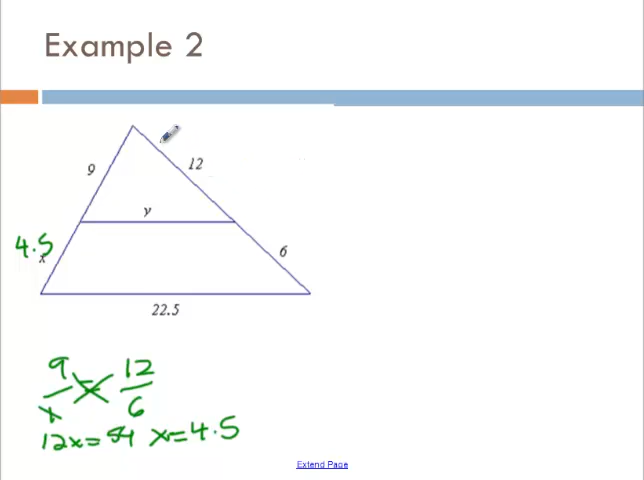 Example 2
9
12
y
4.5
x
6
22.5
9 12
— = —
x 6
12x = 54 x = 4.5
Extend Page